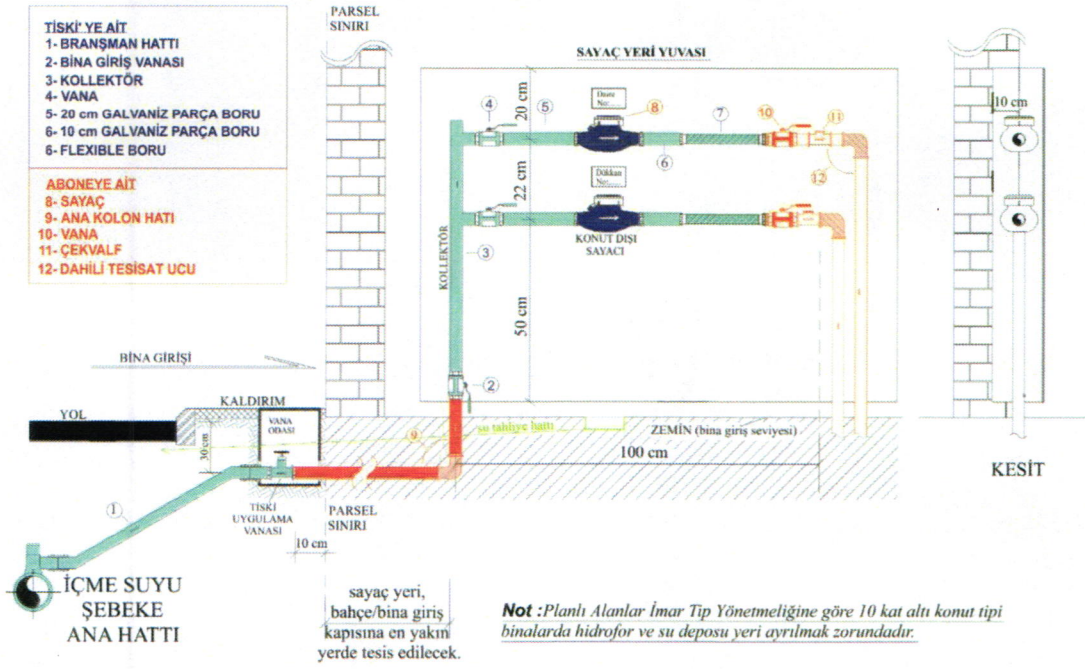 TİSKİ' YE AİT
1- BRANŞMAN HATTI
2- BİNA GİRİŞ VANASI
3- KOLLEKTÖR
4- VANA
5- 20 cm GALVANİZ PARÇA BORU
6- 10 cm GALVANİZ PARÇA BORU
6- FLEXIBLE BORU
ABONEYE AİT
8- SAYAÇ
9- ANA KOLON HATI
10- VANA
11- ÇEKVALF
12- DAHİLİ TESİSAT UCU
PARSEL
SINIRI
SAYAÇ YERİ YUVASI
20 cm
4
5
Daire
No:......
8
7
10
11
10 cm
6
12
22 cm
Dükkan
No:......
KONUT DIŞI
SAYACI
KOLLEKTÖR
3
50 cm
2
BİNA GİRİŞİ
KALDIRIM
YOL
VANA
ODASI
30 cm
su tahliye hattı
ZEMİN (bina giriş seviyesi)
9
100 cm
KESİT
1
TİSKİ
UYGULAMA
VANASI
PARSEL
SINIRI
10 cm
İÇME SUYU
ŞEBEKE
ANA HATTI
sayaç yeri,
bahçe/bina giriş
kapısına en yakın
yerde tesis edilecek.
Not :Planlı Alanlar İmar Tip Yönetmeliğine göre 10 kat altı konut tipi
binalarda hidrofor ve su deposu yeri ayrılmak zorundadır.